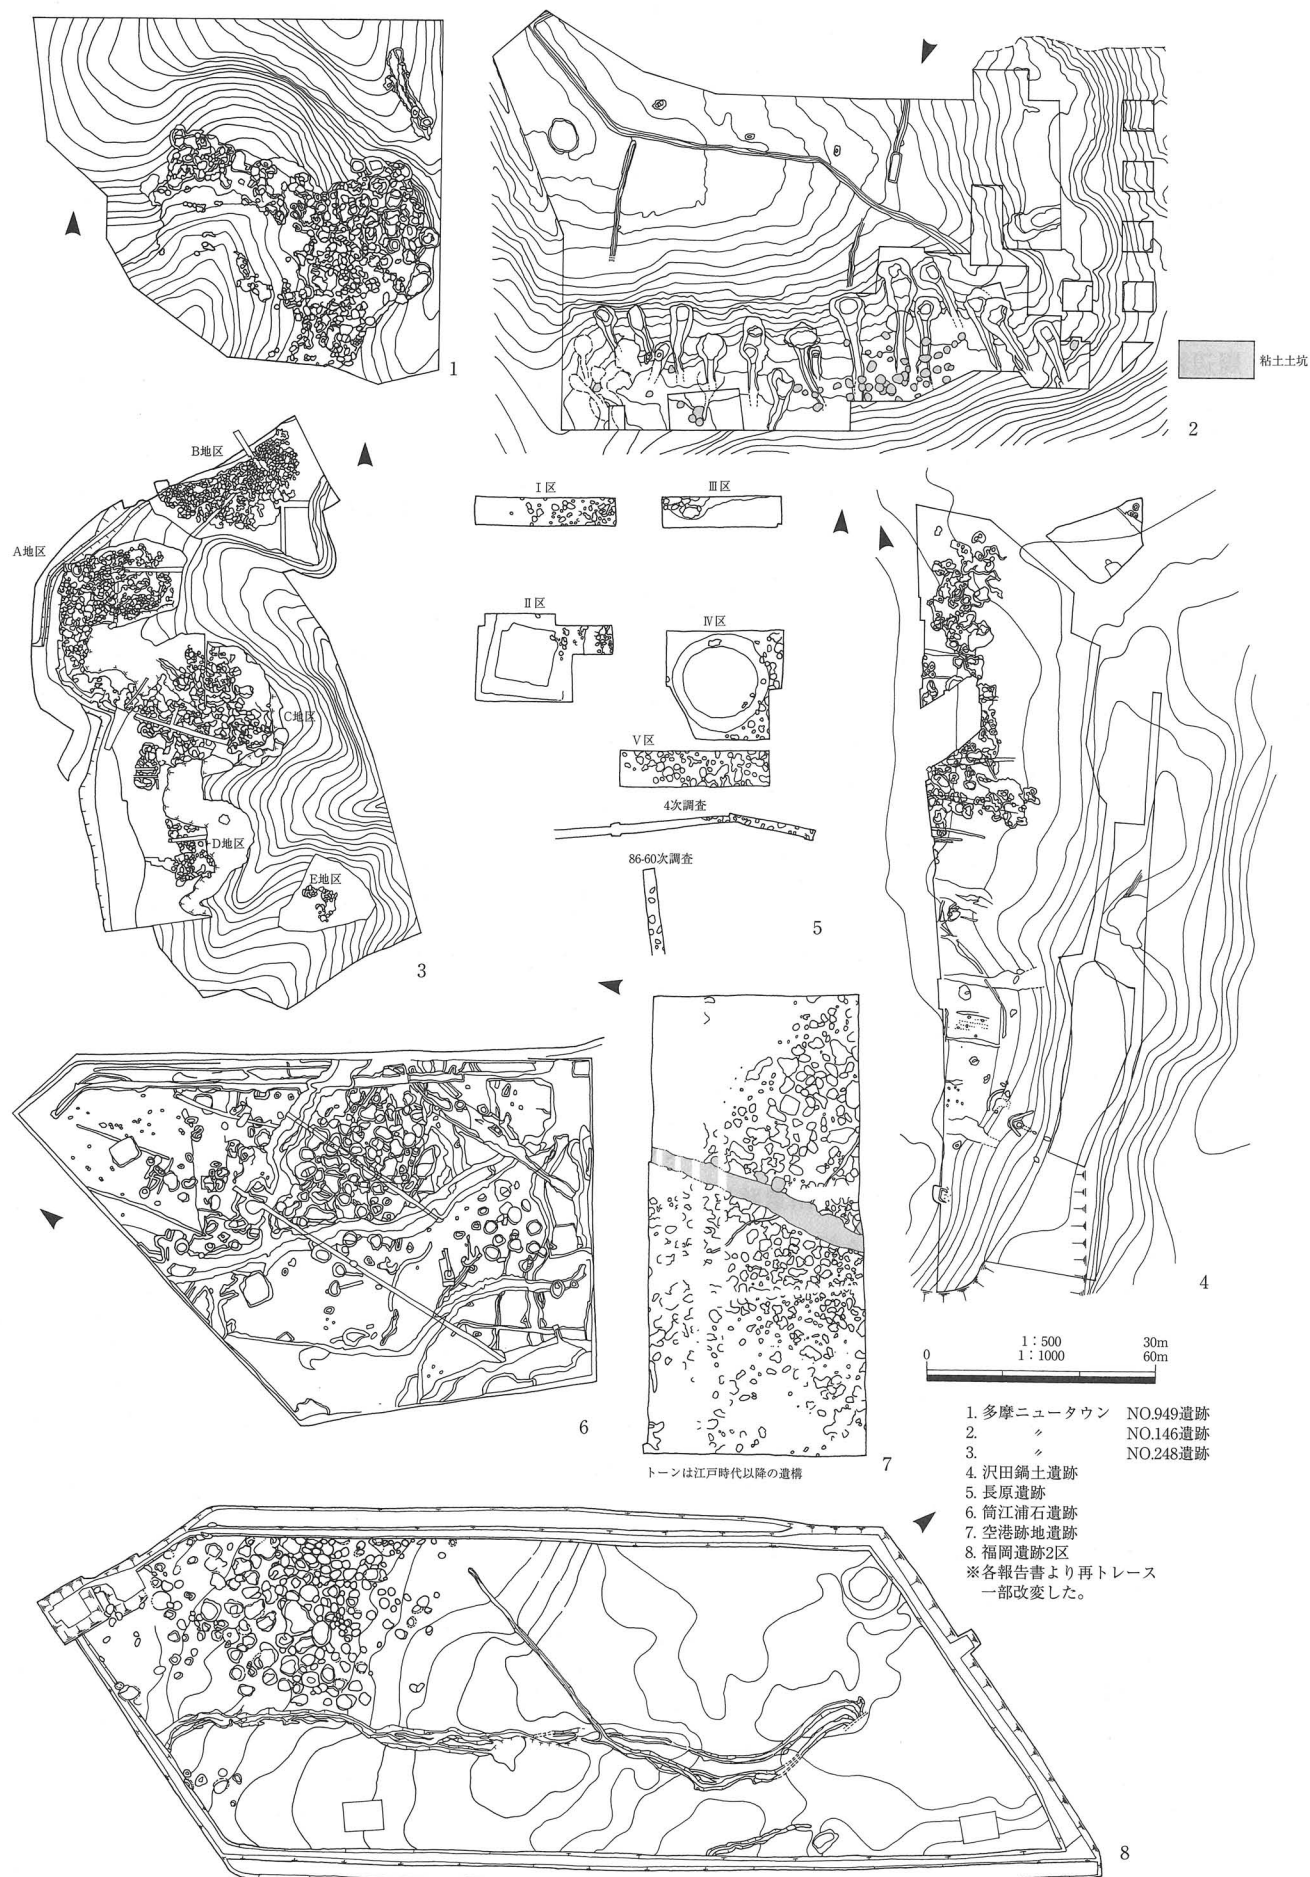 1
2
粘土土坑
B地区
A地区
C地区
D地区
E地区
3
Ⅰ区
Ⅲ区
Ⅱ区
Ⅳ区
Ⅴ区
4次調査
86-60次調査
5
4
6
7
トーンは江戸時代以降の遺構
1：500 30m
0 1：1000 60m
1. 多摩ニュータウン NO.949遺跡
2. 〃 NO.146遺跡
3. 〃 NO.248遺跡
4. 沢田鍋土遺跡
5. 長原遺跡
6. 筒江浦石遺跡
7. 空港跡地遺跡
8. 福岡遺跡2区
※各報告書より再トレース
一部改変した。
8